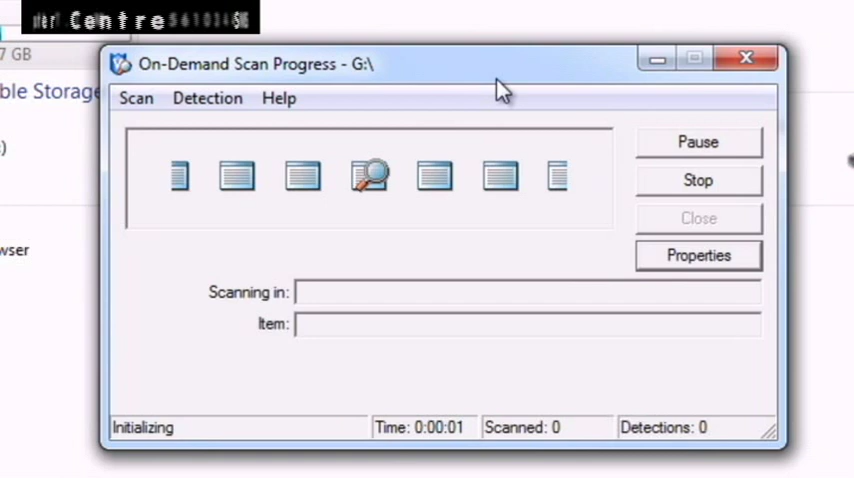 Centre
7 GB
On-Demand Scan Progress - G:\
ble Storage
Scan Detection Help
Pause
Stop
Close
Properties
wser
Scanning in:
Item:
Initializing
Time: 0:00:01
Scanned: 0
Detections: 0